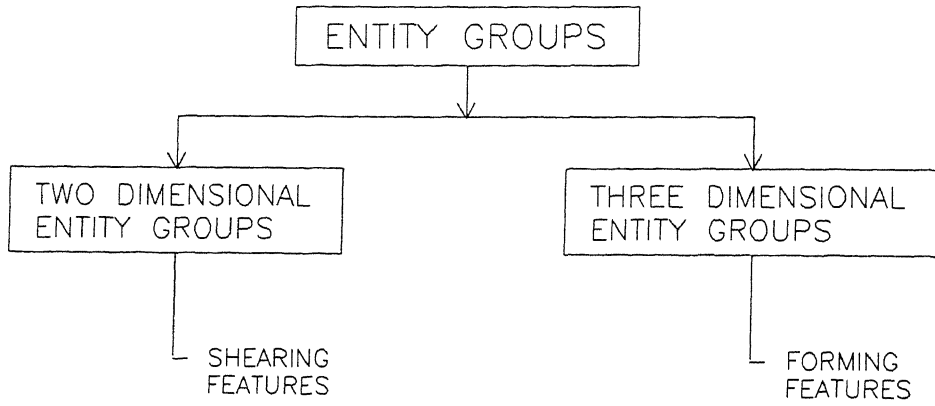 ENTITY GROUPS
TWO DIMENSIONAL
ENTITY GROUPS
THREE DIMENSIONAL
ENTITY GROUPS
SHEARING
FEATURES
FORMING
FEATURES